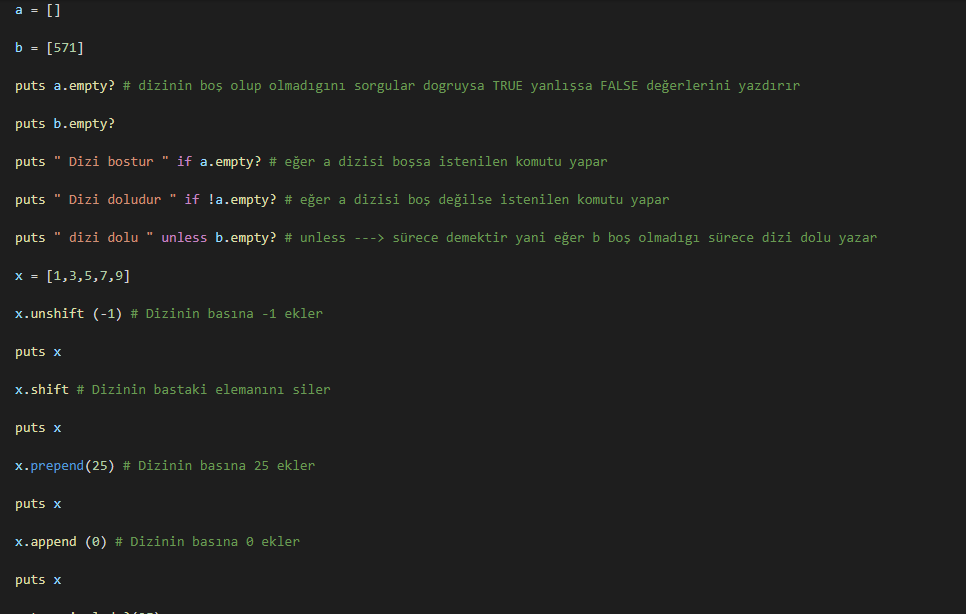 a = []
b = [571]
puts a.empty? # dizinin boş olup olmadıgını sorgular dogruysa TRUE yanlışsa FALSE değerlerini yazdırır
puts b.empty?
puts " Dizi bostur " if a.empty? # eğer a dizisi boşsa istenilen komutu yapar
puts " Dizi doludur " if !a.empty? # eğer a dizisi boş değilse istenilen komutu yapar
puts " dizi dolu " unless b.empty? # unless ---> sürece demektir yani eğer b boş olmadıgı sürece dizi dolu yazar
x = [1,3,5,7,9]
x.unshift (-1) # Dizinin basına -1 ekler
puts x
x.shift # Dizinin bastaki elemanını siler
puts x
x.prepend(25) # Dizinin basına 25 ekler
puts x
x.append (0) # Dizinin basına 0 ekler
puts x